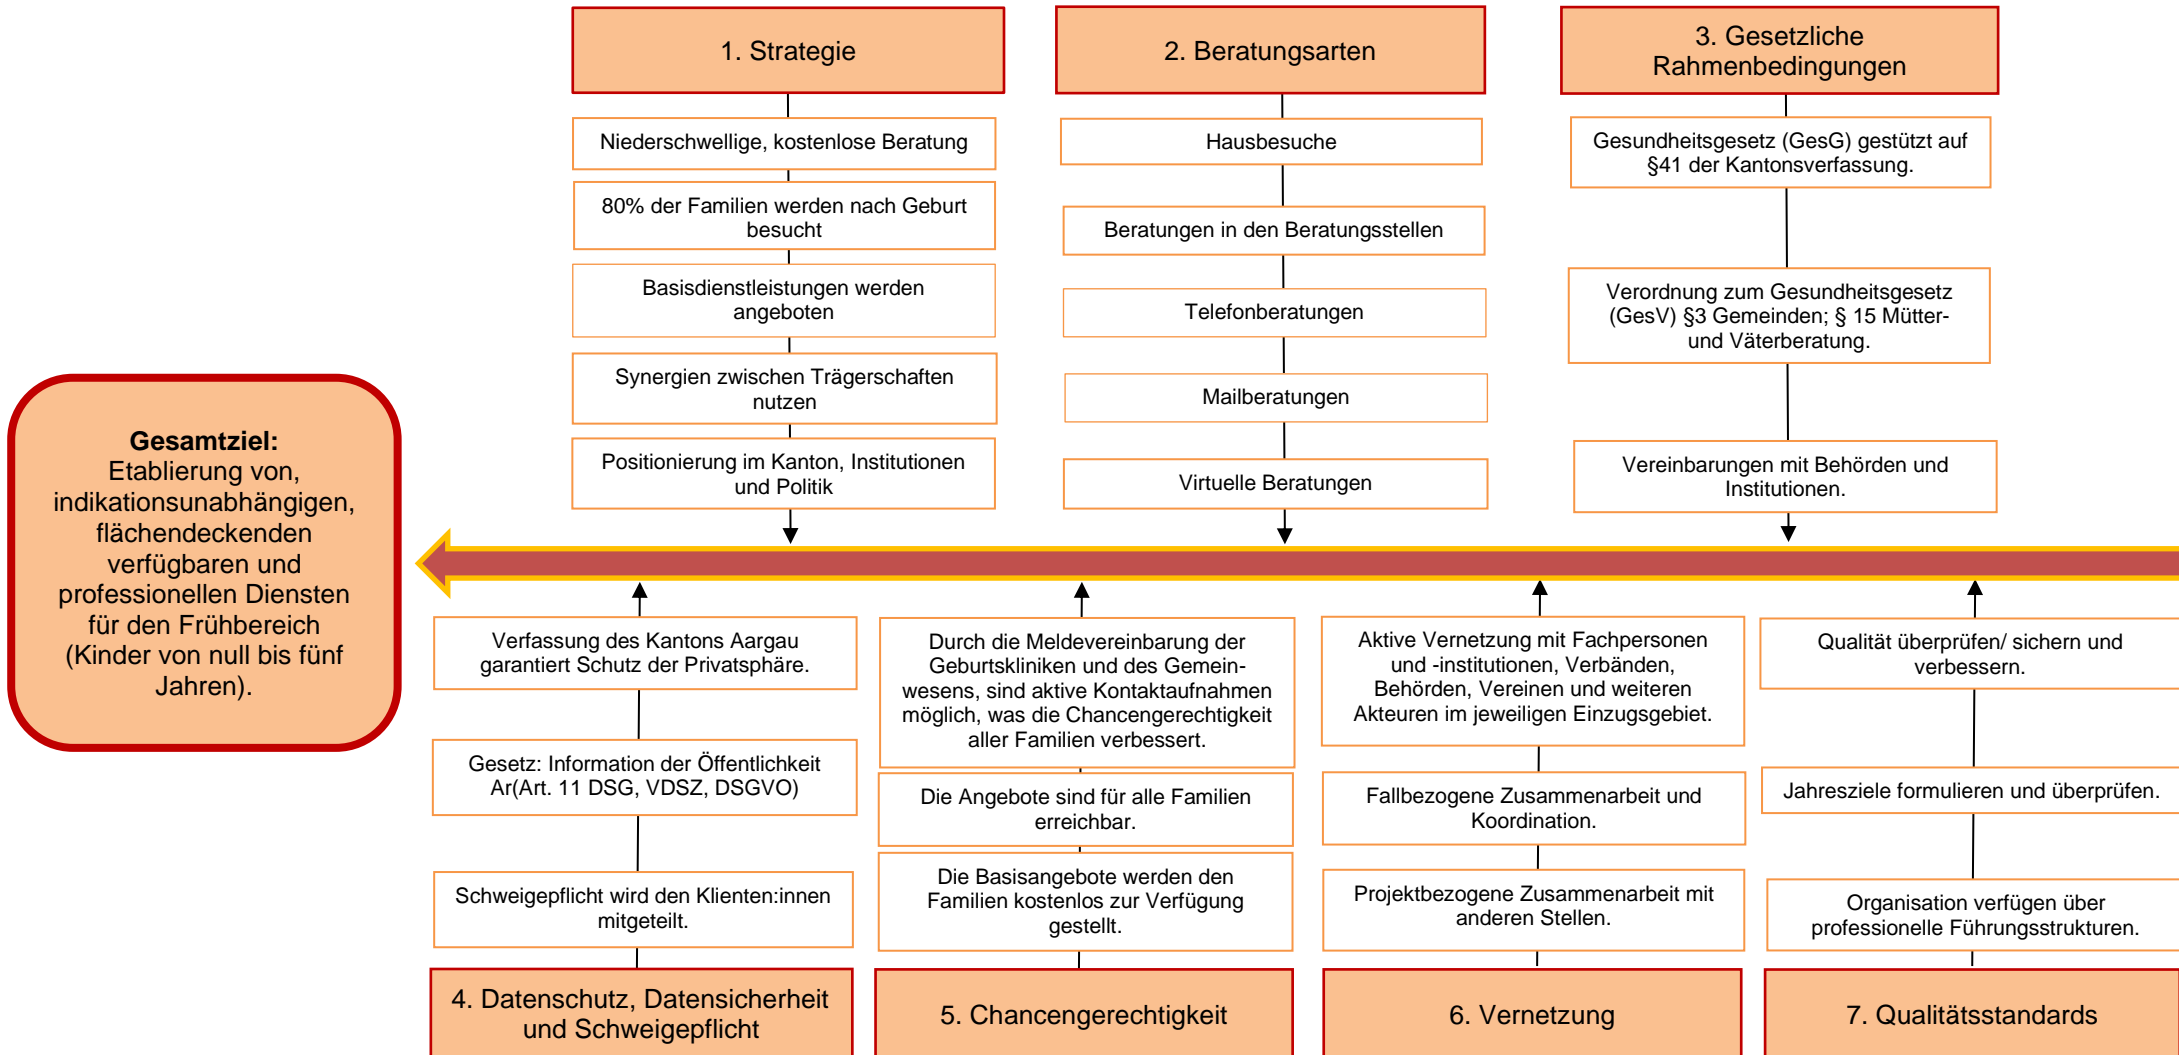 1. Strategie
Niederschwellige, kostenlose Beratung
80% der Familien werden nach Geburt
besucht
Basisdienstleistungen werden
angeboten
Synergien zwischen Trägerschaften
nutzen
Positionierung im Kanton, Institutionen
und Politik
2. Beratungsarten
Hausbesuche
Beratungen in den Beratungsstellen
Telefonberatungen
Mailberatungen
Virtuelle Beratungen
3. Gesetzliche
Rahmenbedingungen
Gesundheitsgesetz (GesG) gestützt auf
§41 der Kantonsverfassung.
Verordnung zum Gesundheitsgesetz
(GesV) §3 Gemeinden; § 15 Mütter-
und Väterberatung.
Vereinbarungen mit Behörden und
Institutionen.
Gesamtziel:
Etablierung von,
indikationsunabhängigen,
flächendeckenden
verfügbaren und
professionellen Diensten
für den Frühbereich
(Kinder von null bis fünf
Jahren).
Verfassung des Kantons Aargau
garantiert Schutz der Privatsphäre.
Gesetz: Information der Öffentlichkeit
Ar(Art. 11 DSG, VDSZ, DSGVO)
Schweigepflicht wird den Klienten:innen
mitgeteilt.
4. Datenschutz, Datensicherheit
und Schweigepflicht
Durch die Meldevereinbarung der
Geburtskliniken und des Gemein-
wesens, sind aktive Kontaktaufnahmen
möglich, was die Chancengerechtigkeit
aller Familien verbessert.
Die Angebote sind für alle Familien
erreichbar.
Die Basisangebote werden den
Familien kostenlos zur Verfügung
gestellt.
5. Chancengerechtigkeit
Aktive Vernetzung mit Fachpersonen
und -institutionen, Verbänden,
Behörden, Vereinen und weiteren
Akteuren im jeweiligen Einzugsgebiet.
Fallbezogene Zusammenarbeit und
Koordination.
Projektbezogene Zusammenarbeit mit
anderen Stellen.
6. Vernetzung
Qualität überprüfen/ sichern und
verbessern.
Jahresziele formulieren und überprüfen.
Organisation verfügen über
professionelle Führungsstrukturen.
7. Qualitätsstandards